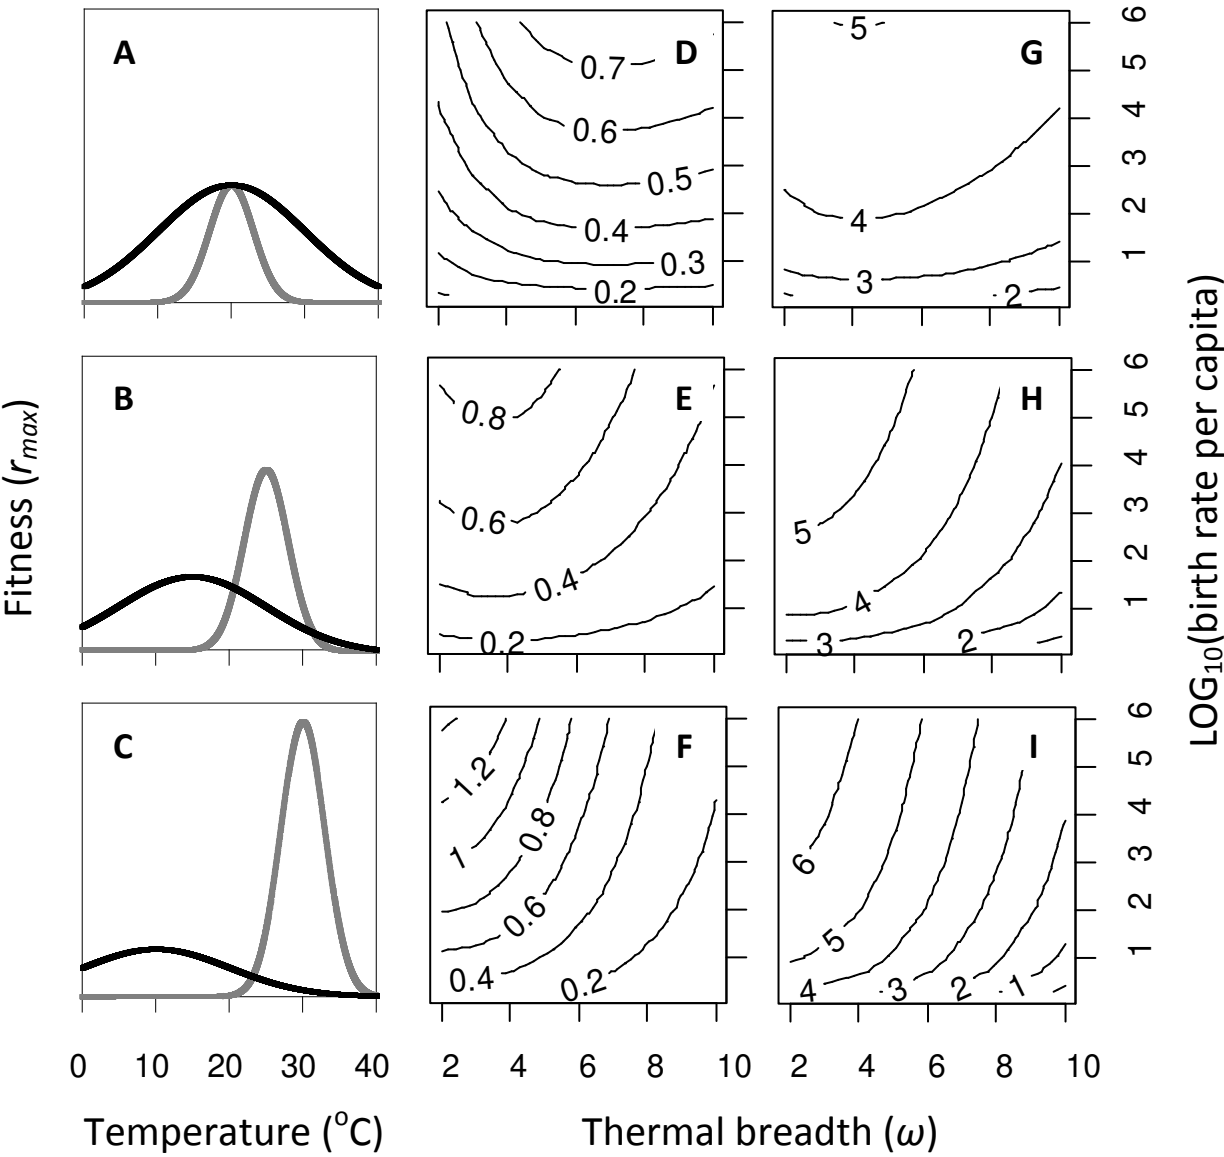 A
D
G
B
E
H
C
F
I
0.7
0.6
0.5
0.4
0.3
0.2
5
4
3
2
0.8
0.6
0.4
0.2
5
4
3
2
1.2
1
0.8
0.6
0.4
0.2
6
5
4
3
2
1
1 2 3 4 5 6
1 2 3 4 5 6
1 2 3 4 5 6
0 10 20 30 40
2 4 6 8 10
2 4 6 8 10
Temperature (°C)
Thermal breadth (ω)
Fitness (rmax)
LOG10(birth rate per capita)